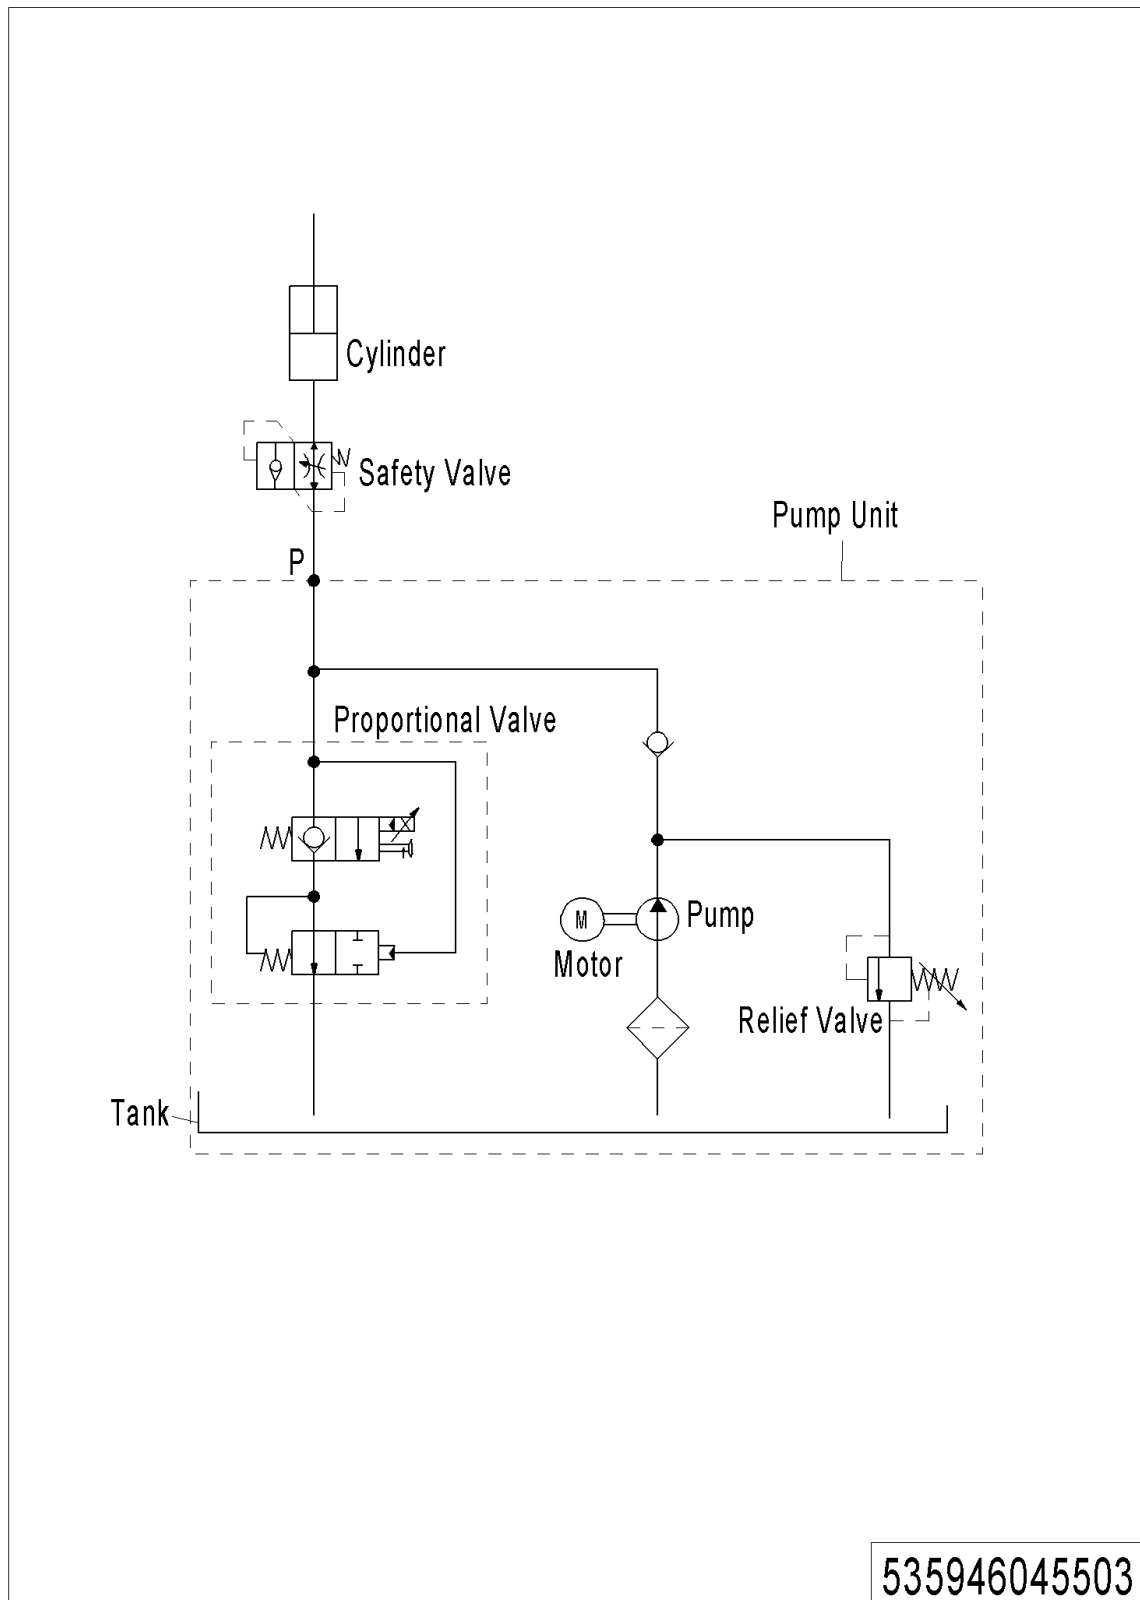 Cylinder
Safety Valve
Pump Unit
P
Proportional Valve
M
Pump
Motor
Relief Valve
Tank
535946045503